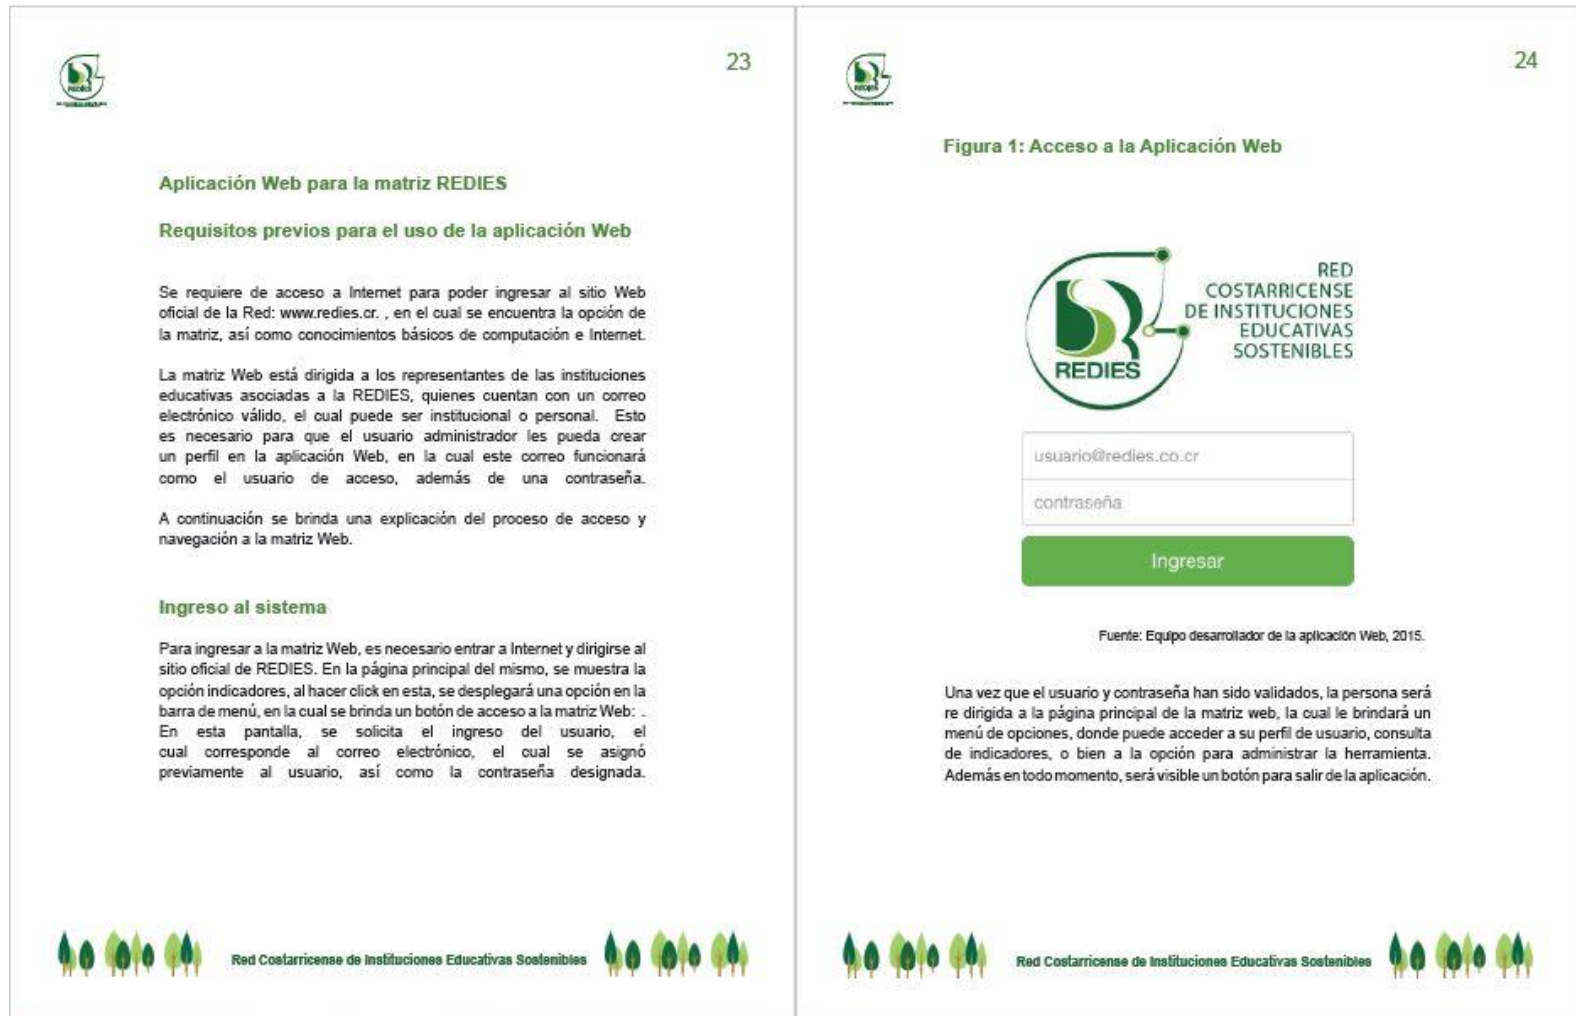 23
REDIES
Aplicación Web para la matriz REDIES
Requisitos previos para el uso de la aplicación Web
Se requiere de acceso a Internet para poder ingresar al sitio Web
oficial de la Red: www.redies.cr. , en el cual se encuentra la opción de
la matriz, así como conocimientos básicos de computación e Internet.
La matriz Web está dirigida a los representantes de las instituciones
educativas asociadas a la REDIES, quienes cuentan con un correo
electrónico válido, el cual puede ser institucional o personal. Esto
es necesario para que el usuario administrador les pueda crear
un perfil en la aplicación Web, en la cual este correo funcionará
como el usuario de acceso, además de una contraseña.
A continuación se brinda una explicación del proceso de acceso y
navegación a la matriz Web.
Ingreso al sistema
Para ingresar a la matriz Web, es necesario entrar a Internet y dirigirse al
sitio oficial de REDIES. En la página principal del mismo, se muestra la
opción indicadores, al hacer click en esta, se desplegará una opción en la
barra de menú, en la cual se brinda un botón de acceso a la matriz Web: .
En esta pantalla, se solicita el ingreso del usuario, el
cual corresponde al correo electrónico, el cual se asignó
previamente al usuario, así como la contraseña designada.
Red Costarricense de Instituciones Educativas Sostenibles
24
REDIES
Figura 1: Acceso a la Aplicación Web
REDIES
RED
COSTARRICENSE
DE INSTITUCIONES
EDUCATIVAS
SOSTENIBLES
usuario@redies.co.cr
contraseña
Ingresar
Fuente: Equipo desarrollador de la aplicación Web, 2015.
Una vez que el usuario y contraseña han sido validados, la persona será
re dirigida a la página principal de la matriz web, la cual le brindará un
menú de opciones, donde puede acceder a su perfil de usuario, consulta
de indicadores, o bien a la opción para administrar la herramienta.
Además en todo momento, será visible un botón para salir de la aplicación.
Red Costarricense de Instituciones Educativas Sostenibles